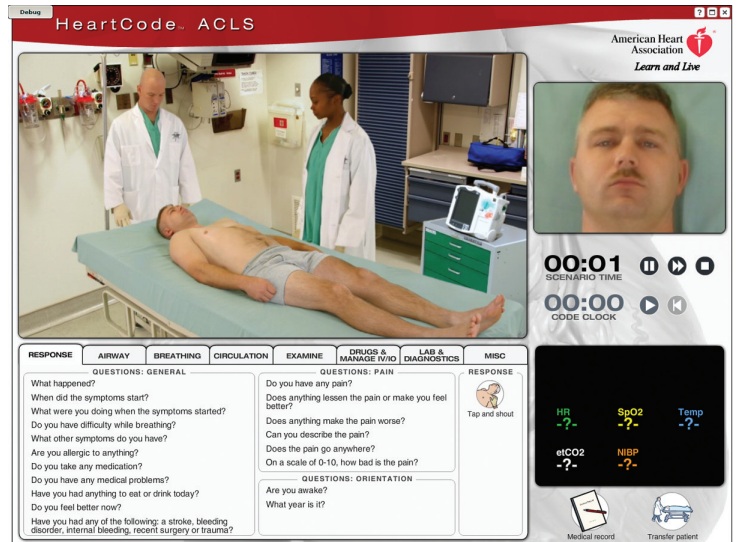 Debug
HeartCode™ ACLS
American Heart
Association
Learn and Live
00:01
SCENARIO TIME
00:00
CODE CLOCK
RESPONSE
AIRWAY
BREATHING
CIRCULATION
EXAMINE
DRUGS &
MANAGE IV/IO
LAB &
DIAGNOSTICS
MISC
QUESTIONS: GENERAL
What happened?
When did the symptoms start?
What were you doing when the symptoms started?
Do you have difficulty while breathing?
What other symptoms do you have?
Are you allergic to anything?
Do you take any medication?
Do you have any medical problems?
Have you had anything to eat or drink today?
Do you feel better now?
Have you had any of the following: a stroke, bleeding
disorder, internal bleeding, recent surgery or trauma?
QUESTIONS: PAIN
Do you have any pain?
Does anything lessen the pain or make you feel
better?
Does anything make the pain worse?
Can you describe the pain?
Does the pain go anywhere?
On a scale of 0-10, how bad is the pain?
QUESTIONS: ORIENTATION
Are you awake?
What year is it?
RESPONSE
Tap and shout
HR
-?-
SpO2
-?-
Temp
-?-
etCO2
-?-
NIBP
-?-
Medical record
Transfer patient